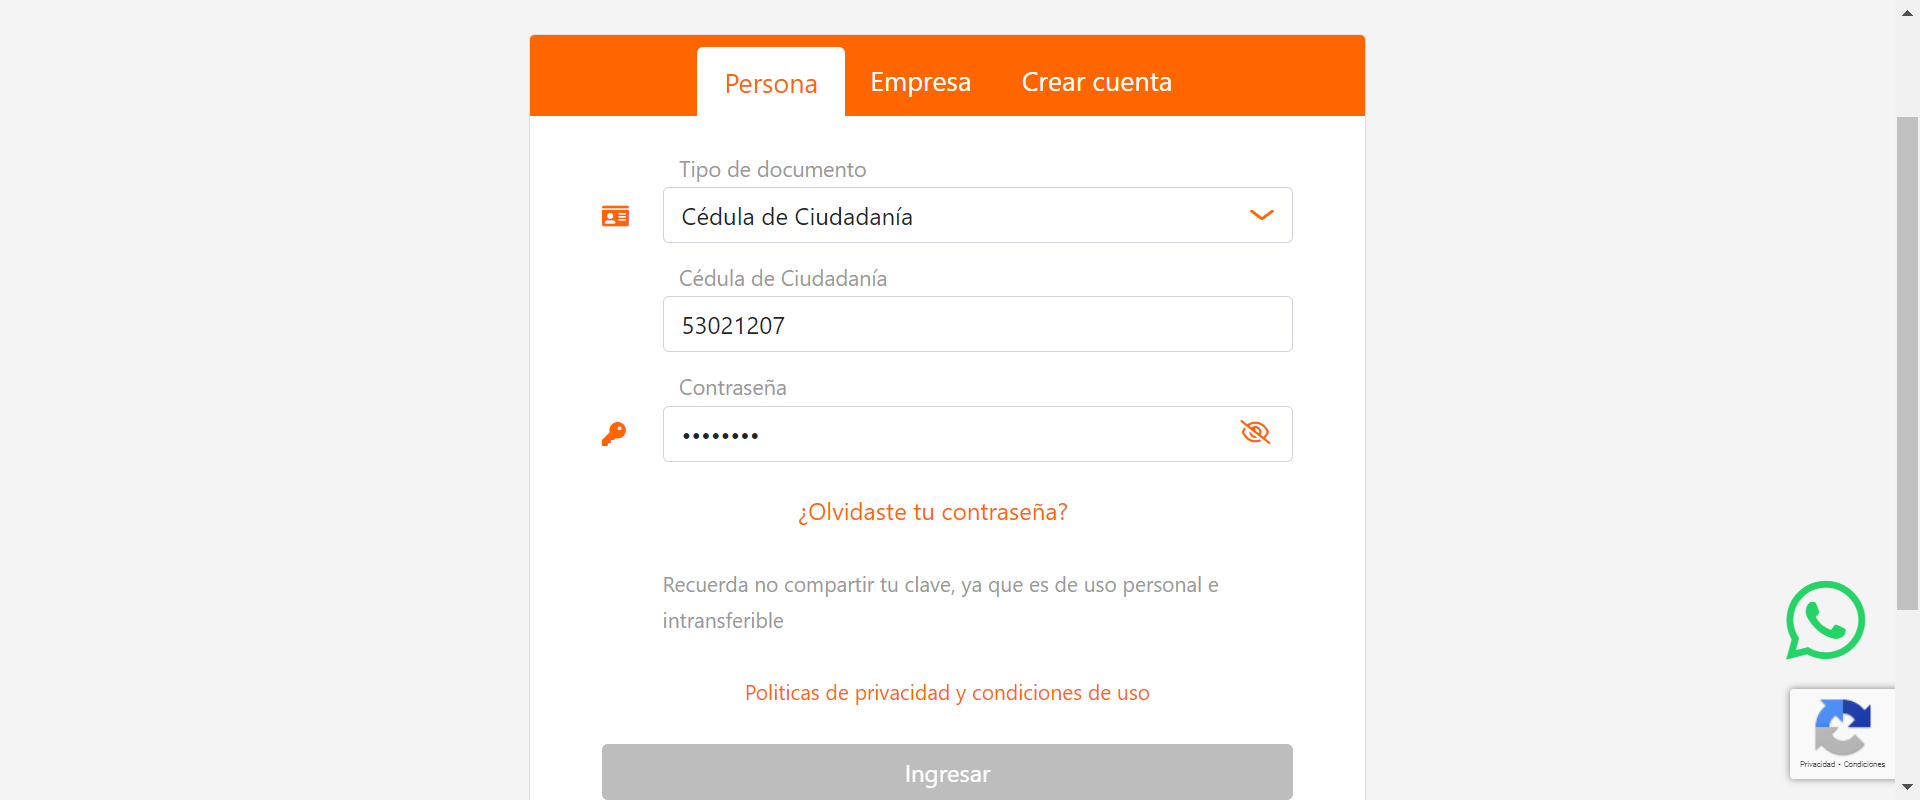 Persona Empresa Crear cuenta
Tipo de documento
Cédula de Ciudadanía
Cédula de Ciudadanía
53021207
Contraseña
••••••••
¿Olvidaste tu contraseña?
Recuerda no compartir tu clave, ya que es de uso personal e
intransferible
Politicas de privacidad y condiciones de uso
Ingresar
Privacidad - Condiciones